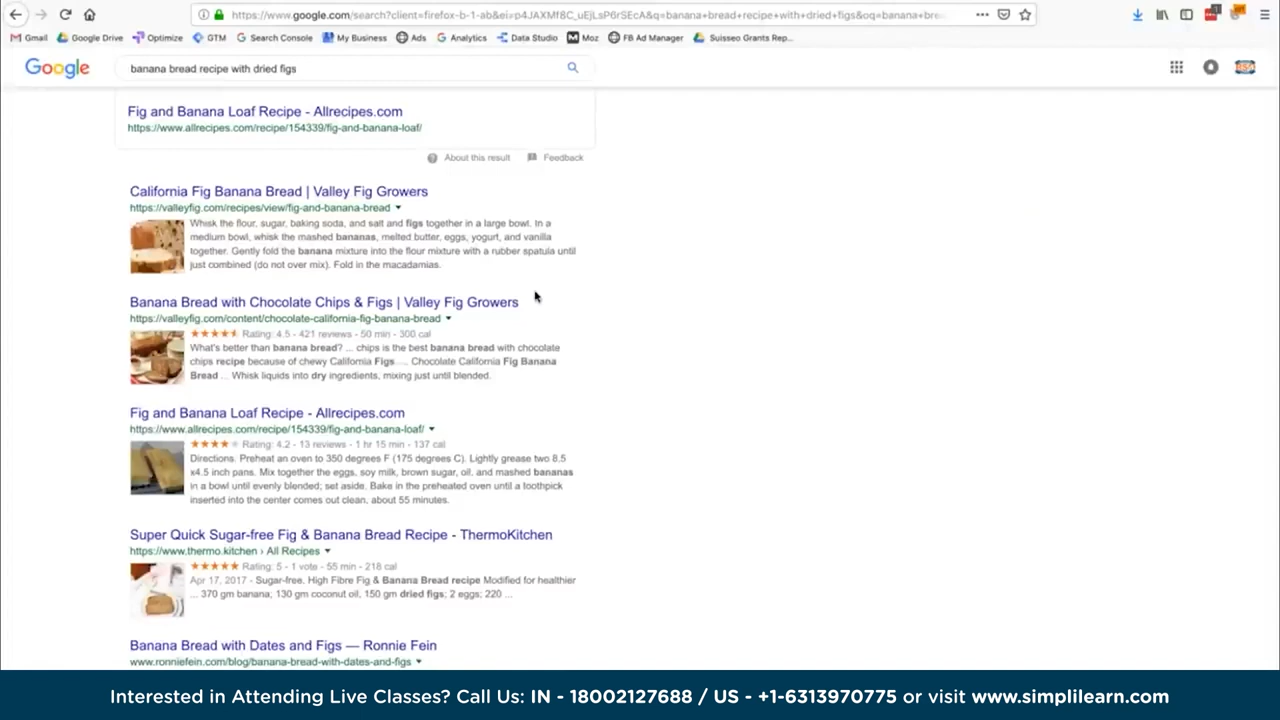 https://www.google.com/search?client=firefox-b-1-ab&ei=p4JAXMf8C_uEjLsP6rSEcA&q=banana+bread+recipe+with+dried+figs&oq=banana+bre...
Gmail Google Drive Optimize GTM Search Console My Business Ads Analytics Data Studio Moz FB Ad Manager Suisseo Grants Rep...
Google banana bread recipe with dried figs
Fig and Banana Loaf Recipe - Allrecipes.com
https://www.allrecipes.com/recipe/154339/fig-and-banana-loaf/
About this result Feedback
California Fig Banana Bread | Valley Fig Growers
https://valleyfig.com/recipes/view/fig-and-banana-bread
Whisk the flour, sugar, baking soda, and salt and figs together in a large bowl. In a
medium bowl, whisk the mashed bananas, melted butter, eggs, yogurt, and vanilla
together. Gently fold the banana mixture into the flour mixture with a rubber spatula until
just combined (do not over mix). Fold in the macadamias.
Banana Bread with Chocolate Chips & Figs | Valley Fig Growers
https://valleyfig.com/content/chocolate-california-fig-banana-bread
Rating: 4.5 - 421 reviews - 50 min - 300 cal
What's better than banana bread? ... chips is the best banana bread with chocolate
chips recipe because of chewy California Figs ... Chocolate California Fig Banana
Bread ... Whisk liquids into dry ingredients, mixing just until blended.
Fig and Banana Loaf Recipe - Allrecipes.com
https://www.allrecipes.com/recipe/154339/fig-and-banana-loaf/
Rating: 4.2 - 13 reviews - 1 hr 15 min - 137 cal
Directions. Preheat an oven to 350 degrees F (175 degrees C). Lightly grease two 8.5
x4.5 inch pans. Mix together the eggs, soy milk, brown sugar, oil, and mashed bananas
in a bowl until evenly blended; set aside. Bake in the preheated oven until a toothpick
inserted into the center comes out clean, about 55 minutes.
Super Quick Sugar-free Fig & Banana Bread Recipe - ThermoKitchen
https://www.thermo.kitchen › All Recipes
Rating: 5 - 1 vote - 55 min - 218 cal
Apr 17, 2017 - Sugar-free. High Fibre Fig & Banana Bread recipe Modified for healthier
... 370 gm banana; 130 gm coconut oil, 150 gm dried figs; 2 eggs; 220 ...
Banana Bread with Dates and Figs — Ronnie Fein
www.ronniefein.com/blog/banana-bread-with-dates-and-figs
Interested in Attending Live Classes? Call Us: IN - 18002127688 / US - +1-6313970775 or visit www.simplilearn.com